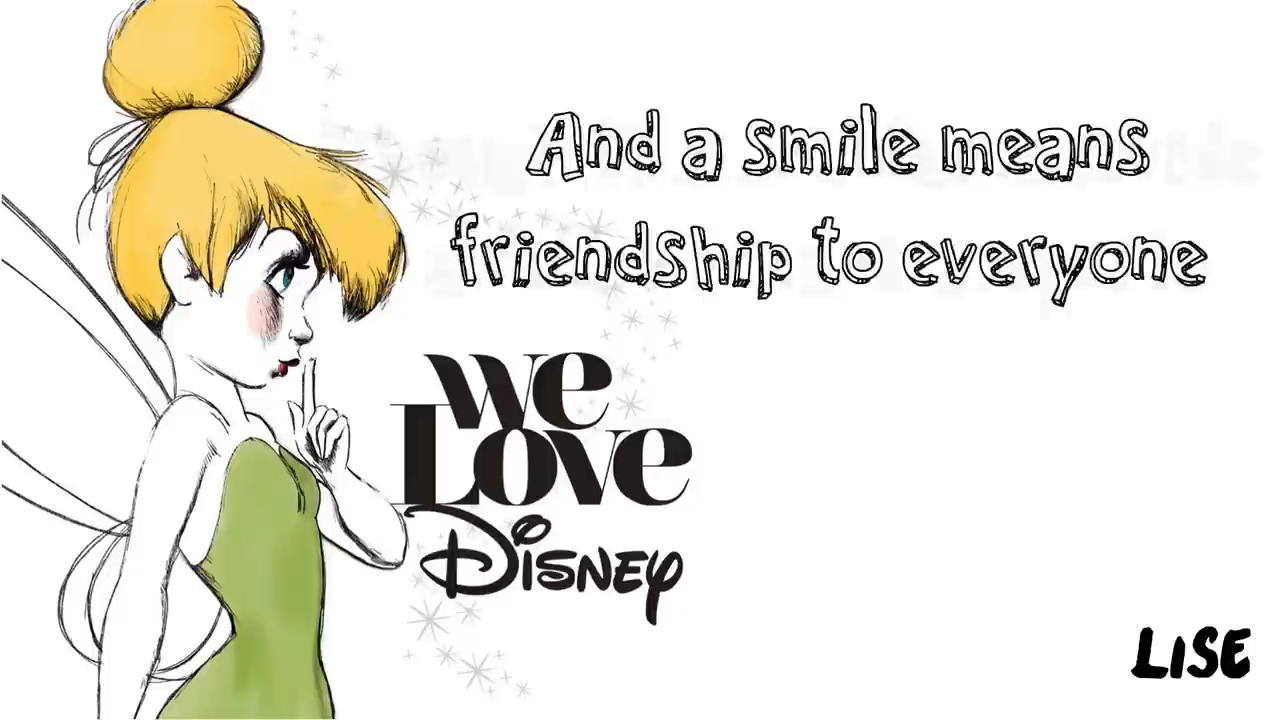 And a smile means
friendship to everyone
we
Love
Disney
LISE